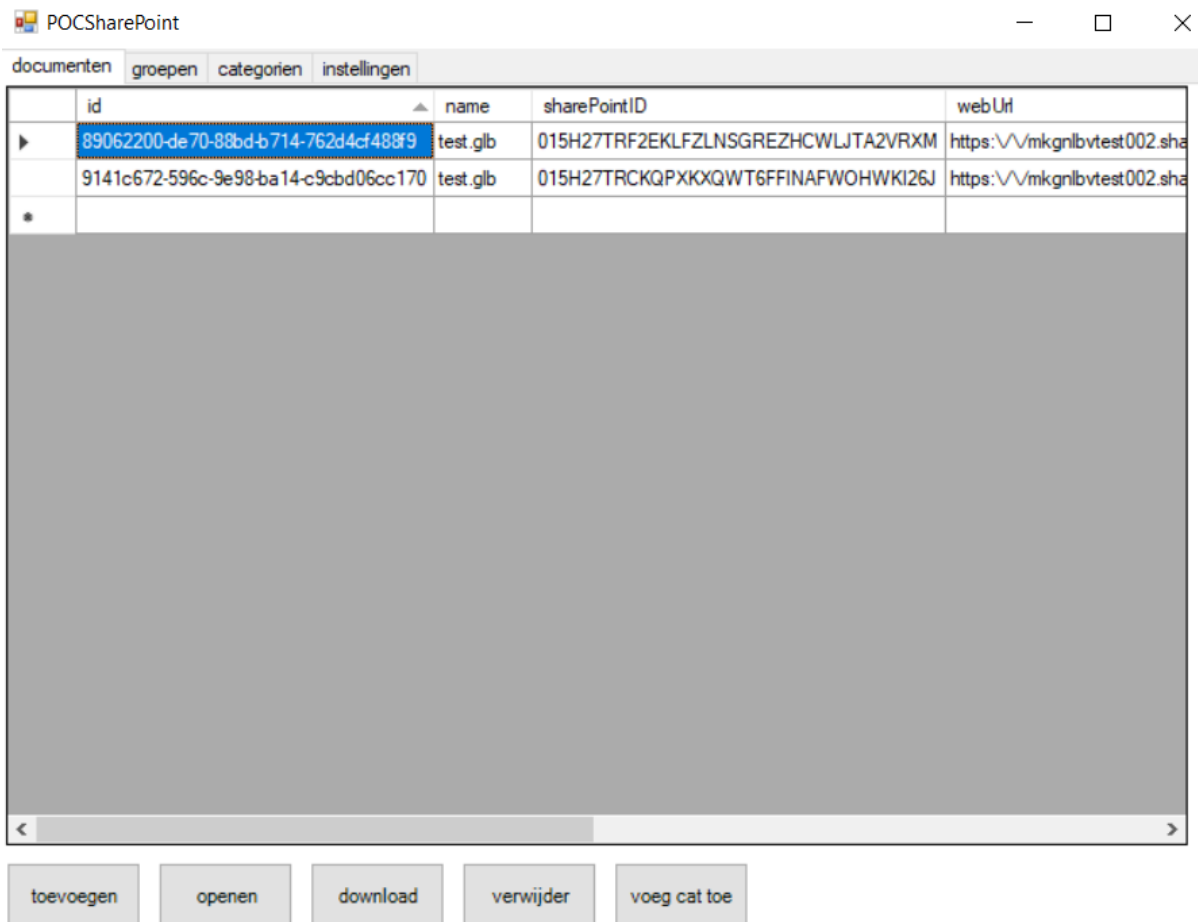 POCSharePoint
documenten groepen categorien instellingen
id name sharePointID webUrl
89062200-de70-88bd-b714-762d4cf488f9 test.glb 015H27TRF2EKLFZLNSGREZHCWLJTA2VRXM https:\/\/mkgnlbvtest002.sha
9141c672-596c-9e98-ba14-c9cbd06cc170 test.glb 015H27TRCKQPXKXQWT6FFINAFWOHWKI26J https:\/\/mkgnlbvtest002.sha
toevoegen openen download verwijder voeg cat toe